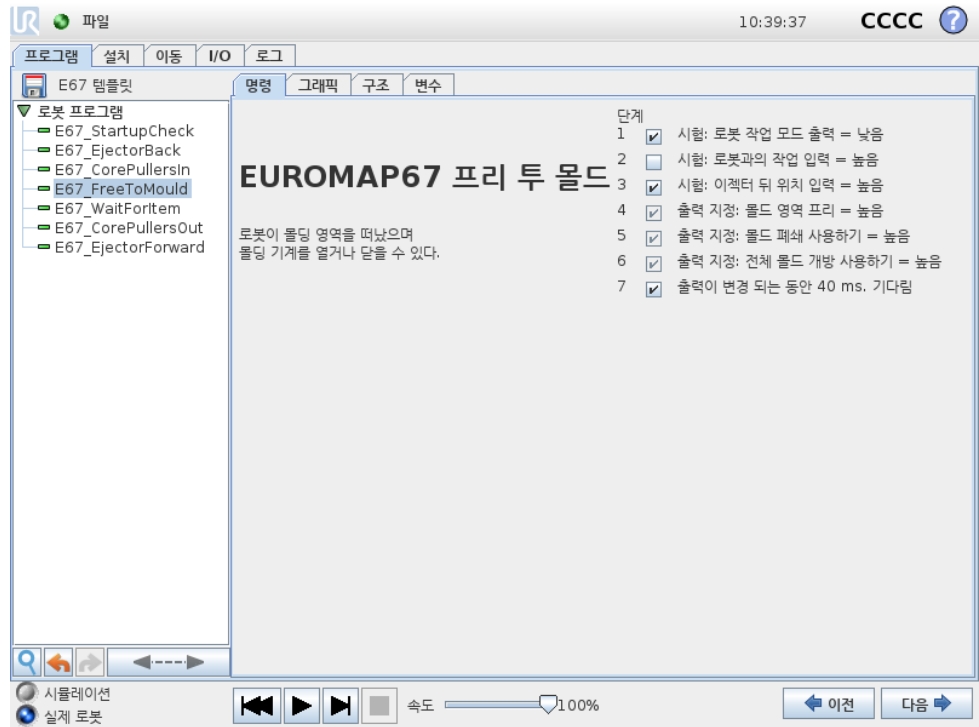 UR 파일 10:39:37 CCCC ?
프로그램 설치 이동 I/O 로그
E67 템플릿
명령 그래픽 구조 변수
로봇 프로그램
E67_StartupCheck
E67_EjectorBack
E67_CorePullersIn
E67_FreeToMould
E67_WaitForItem
E67_CorePullersOut
E67_EjectorForward
EUROMAP67 프리 투 몰드
로봇이 몰딩 영역을 떠났으며
몰딩 기계를 열거나 닫을 수 있다.
단계
1 시험: 로봇 작업 모드 출력 = 낮음
2 시험: 로봇과의 작업 입력 = 높음
3 시험: 이젝터 뒤 위치 입력 = 높음
4 출력 지정: 몰드 영역 프리 = 높음
5 출력 지정: 몰드 폐쇄 사용하기 = 높음
6 출력 지정: 전체 몰드 개방 사용하기 = 높음
7 출력이 변경 되는 동안 40 ms. 기다림
시뮬레이션
실제 로봇
속도 100%
이전 다음